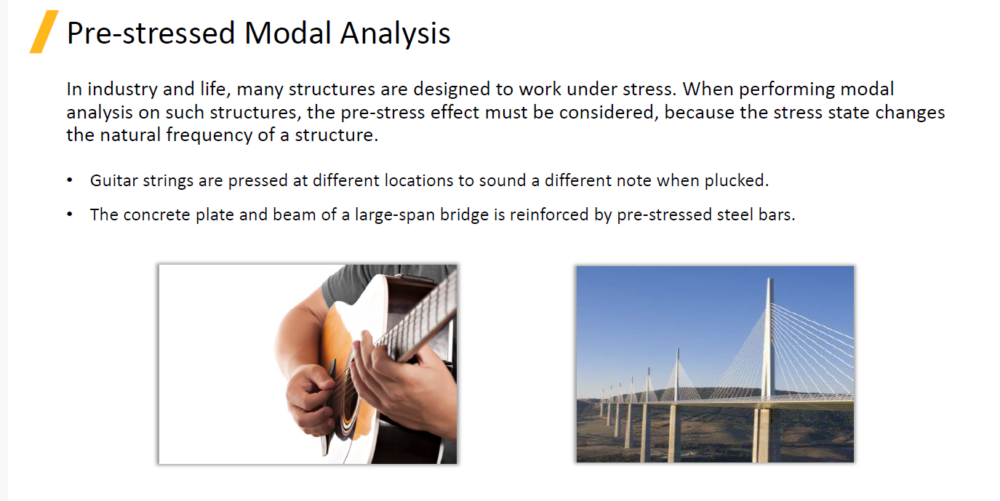 Pre-stressed Modal Analysis
In industry and life, many structures are designed to work under stress. When performing modal
analysis on such structures, the pre-stress effect must be considered, because the stress state changes
the natural frequency of a structure.
• Guitar strings are pressed at different locations to sound a different note when plucked.
• The concrete plate and beam of a large-span bridge is reinforced by pre-stressed steel bars.